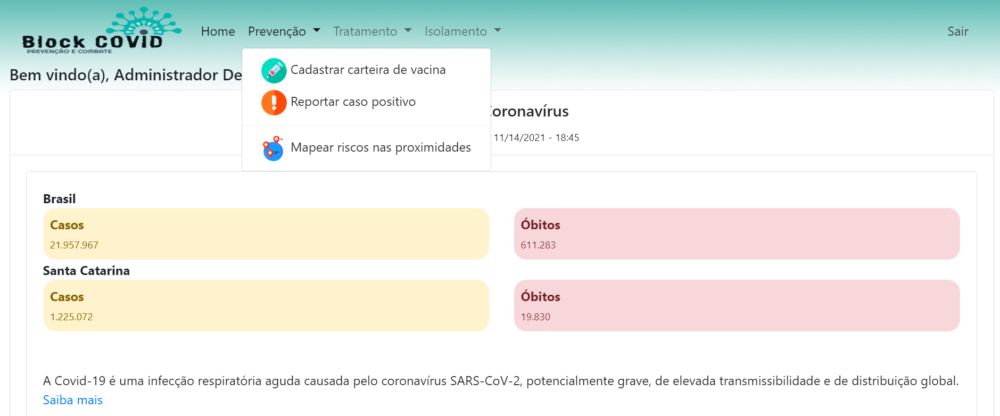 Block COVID
PREVENÇÃO E COMBATE
Home Prevenção Tratamento Isolamento Sair
Bem vindo(a), Administrador De
Cadastrar carteira de vacina
Reportar caso positivo
Mapear riscos nas proximidades
oronavírus
11/14/2021 - 18:45
Brasil
Casos
21.957.967
Óbitos
611.283
Santa Catarina
Casos
1.225.072
Óbitos
19.830
A Covid-19 é uma infecção respiratória aguda causada pelo coronavírus SARS-CoV-2, potencialmente grave, de elevada transmissibilidade e de distribuição global.
Saiba mais